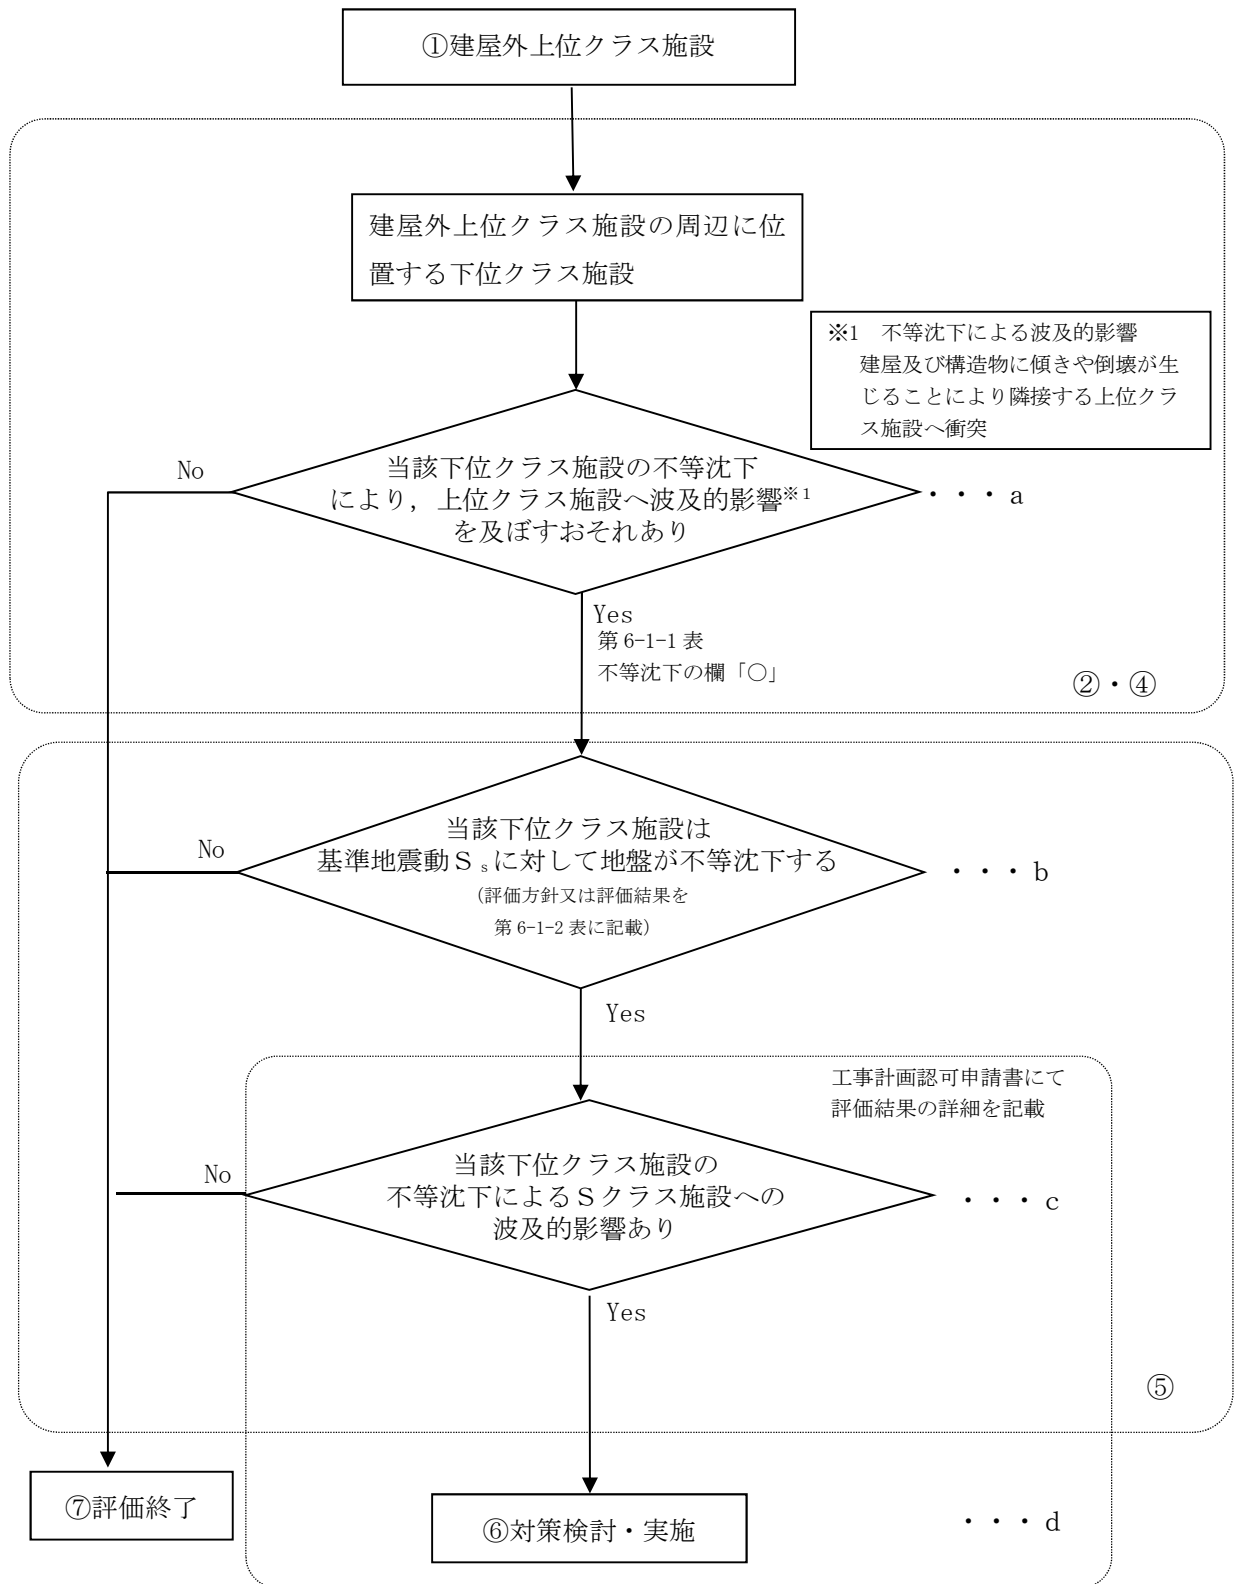 ①建屋外上位クラス施設
建屋外上位クラス施設の周辺に位
置する下位クラス施設
※1　不等沈下による波及的影響
建屋及び構造物に傾きや倒壊が生
じることにより隣接する上位クラ
ス施設へ衝突
No
当該下位クラス施設の不等沈下
により，上位クラス施設へ波及的影響※1
を及ぼすおそれあり
・・・a
Yes
第 6-1-1 表
不等沈下の欄「○」
②・④
No
当該下位クラス施設は
基準地震動Ｓｓに対して地盤が不等沈下する
（評価方針又は評価結果を
第 6-1-2 表に記載）
・・・b
Yes
工事計画認可申請書にて
評価結果の詳細を記載
No
当該下位クラス施設の
不等沈下によるＳクラス施設への
波及的影響あり
・・・c
Yes
⑤
⑦評価終了
⑥対策検討・実施
・・・d